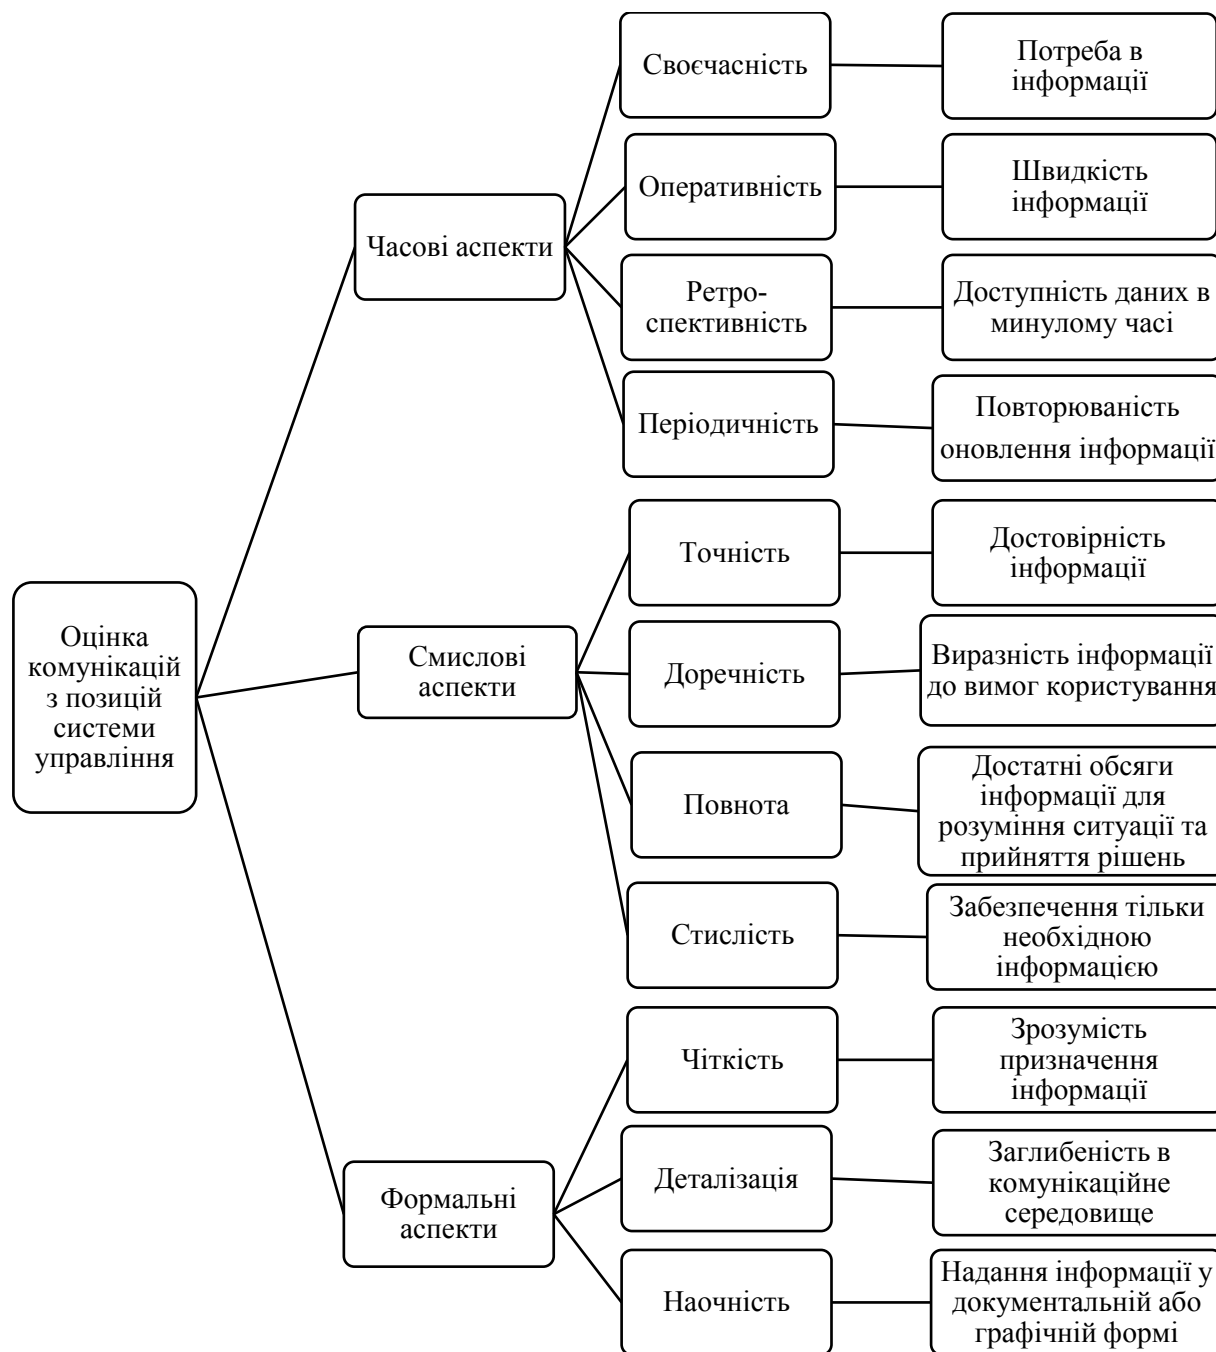 Оцінка
комунікацій
з позицій
системи
управління
Часові аспекти
Своєчасність
Потреба в
інформації
Оперативність
Швидкість
інформації
Ретро-
спективність
Доступність даних в
минулому часі
Періодичність
Повторюваність
оновлення інформації
Смислові
аспекти
Точність
Достовірність
інформації
Доречність
Виразність інформації
до вимог користування
Повнота
Достатні обсяги
інформації для
розуміння ситуації та
прийняття рішень
Стислість
Забезпечення тільки
необхідною
інформацією
Формальні
аспекти
Чіткість
Зрозумість
призначення
інформації
Деталізація
Заглибеність в
комунікаційне
середовище
Наочність
Надання інформації у
документальній або
графічній формі